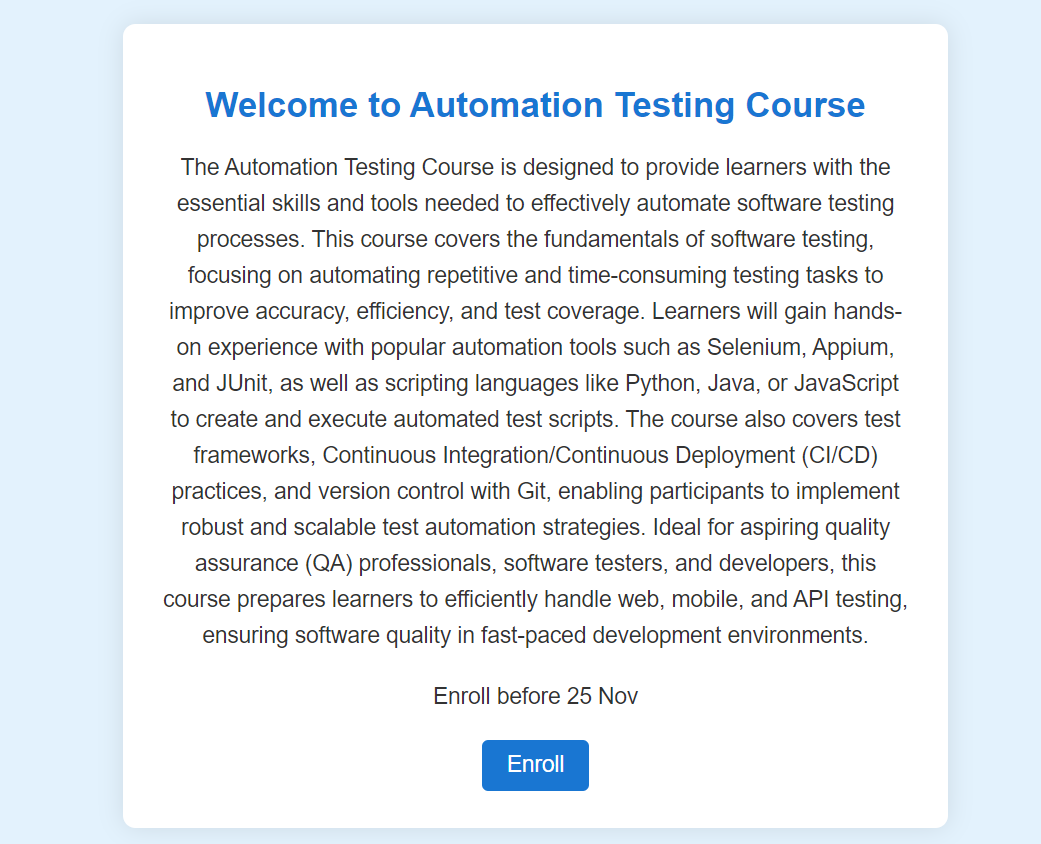 Welcome to Automation Testing Course
The Automation Testing Course is designed to provide learners with the
essential skills and tools needed to effectively automate software testing
processes. This course covers the fundamentals of software testing,
focusing on automating repetitive and time-consuming testing tasks to
improve accuracy, efficiency, and test coverage. Learners will gain hands-
on experience with popular automation tools such as Selenium, Appium,
and JUnit, as well as scripting languages like Python, Java, or JavaScript
to create and execute automated test scripts. The course also covers test
frameworks, Continuous Integration/Continuous Deployment (CI/CD)
practices, and version control with Git, enabling participants to implement
robust and scalable test automation strategies. Ideal for aspiring quality
assurance (QA) professionals, software testers, and developers, this
course prepares learners to efficiently handle web, mobile, and API testing,
ensuring software quality in fast-paced development environments.
Enroll before 25 Nov
Enroll